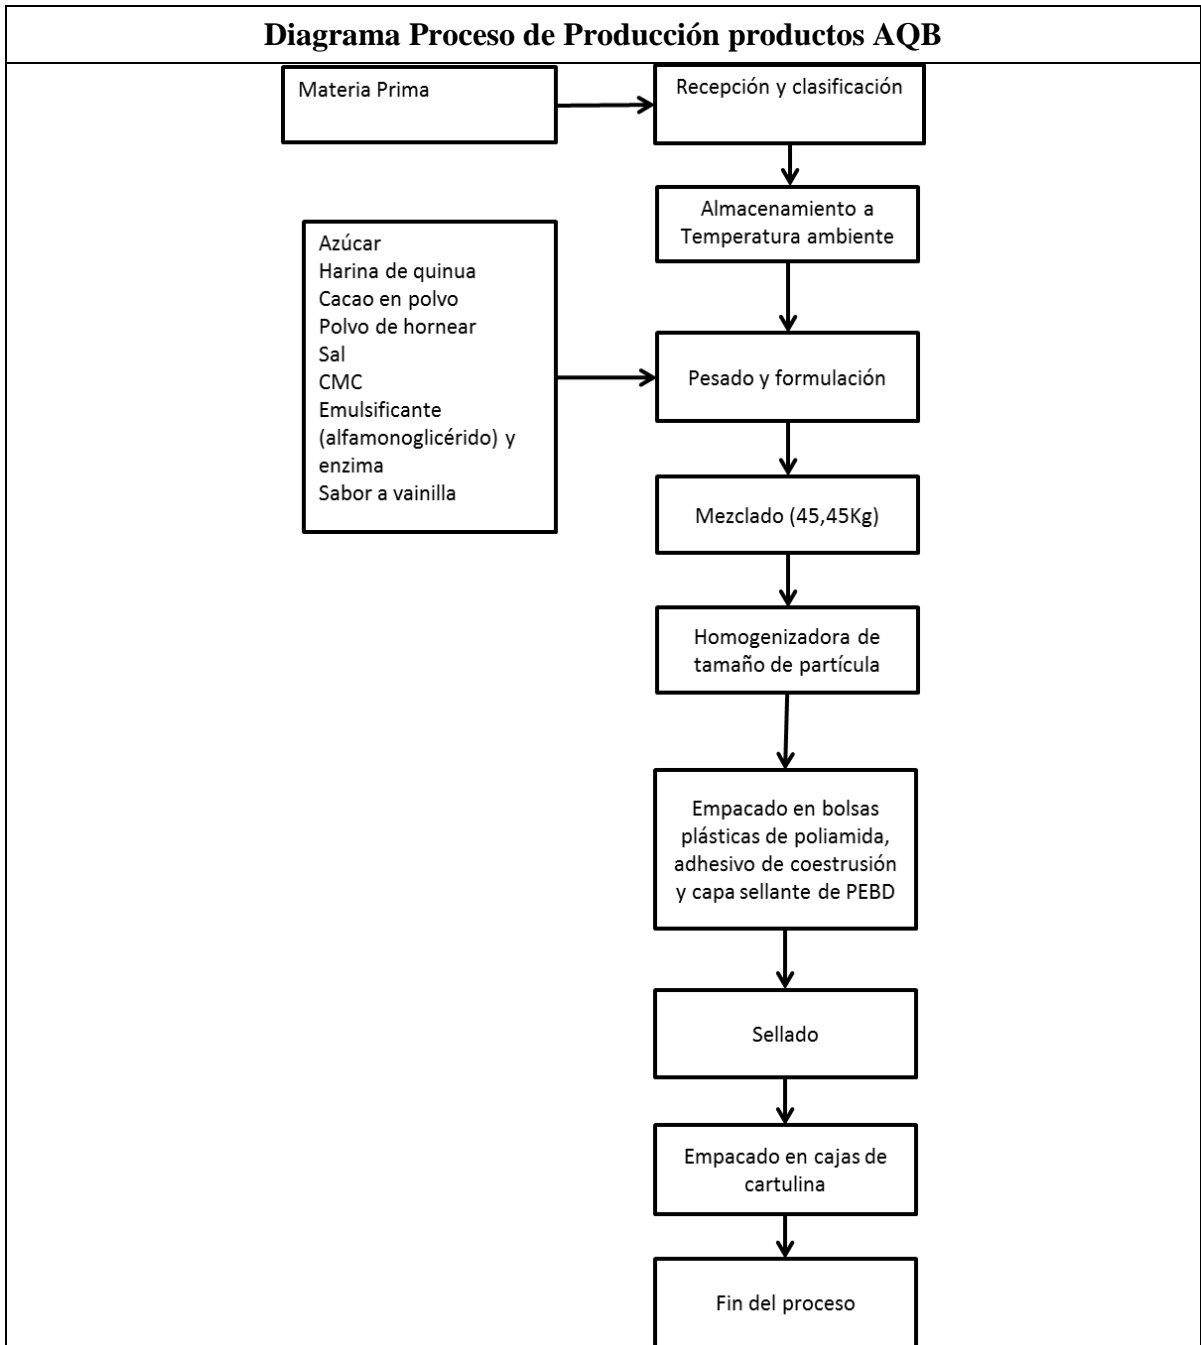 Diagrama Proceso de Producción productos AQB
Materia Prima
Recepción y clasificación
Almacenamiento a
Temperatura ambiente
Azúcar
Harina de quinua
Cacao en polvo
Polvo de hornear
Sal
CMC
Emulsificante
(alfamonoglicérido) y
enzima
Sabor a vainilla
Pesado y formulación
Mezclado (45,45Kg)
Homogenizadora de
tamaño de partícula
Empacado en bolsas
plásticas de poliamida,
adhesivo de coestrusión
y capa sellante de PEBD
Sellado
Empacado en cajas de
cartulina
Fin del proceso